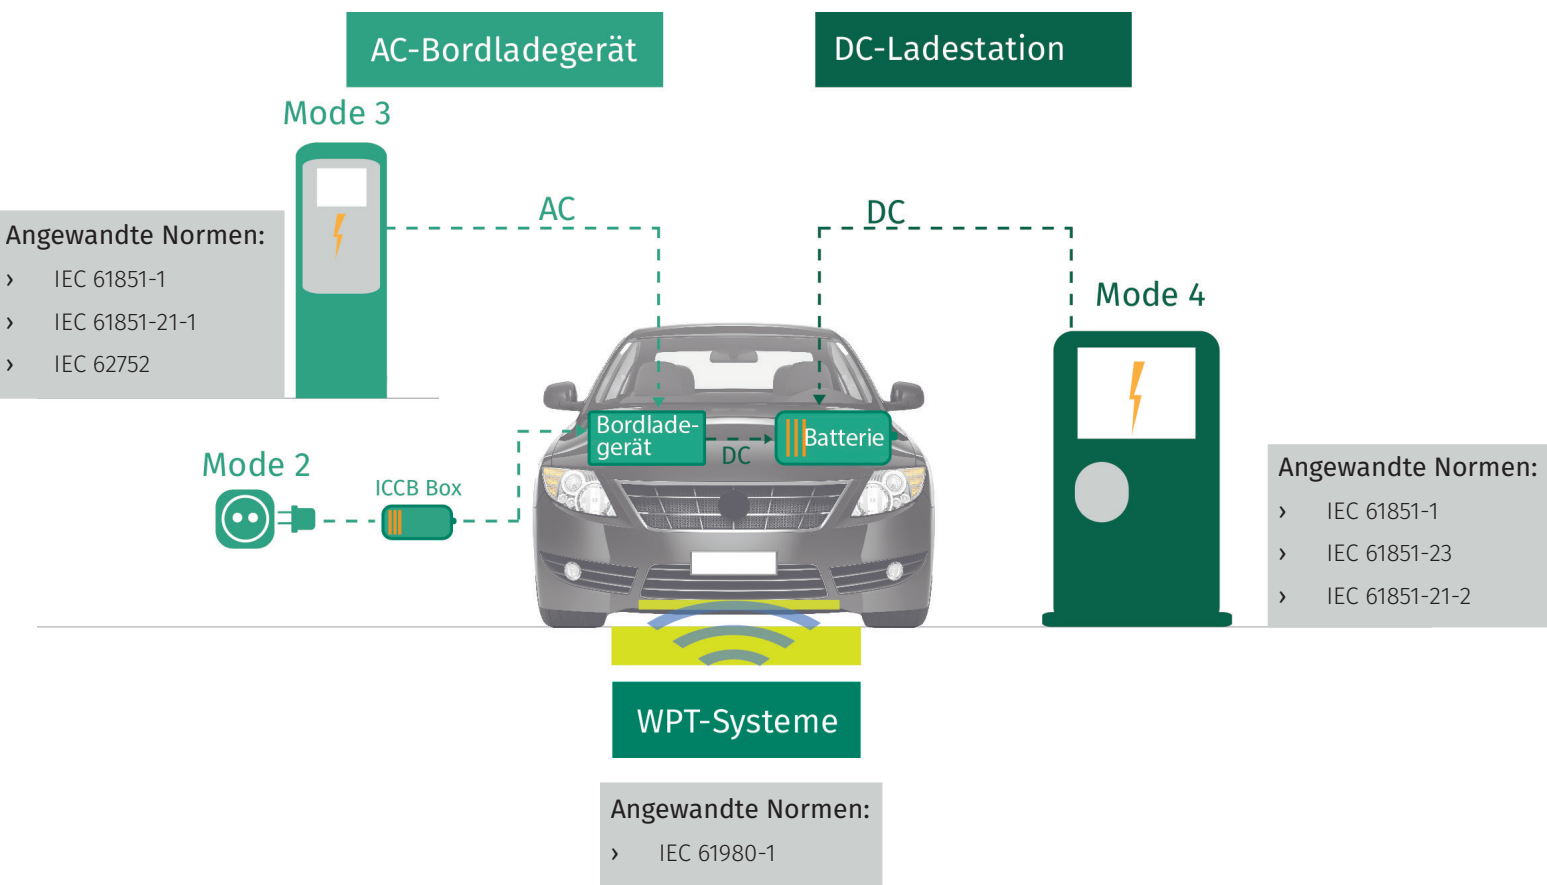 AC-Bordladegerät
DC-Ladestation
Mode 3
AC
DC
Angewandte Normen:
› IEC 61851-1
› IEC 61851-21-1
› IEC 62752
Mode 4
Bordlade-
gerät
DC
Batterie
Mode 2
ICCB Box
Angewandte Normen:
› IEC 61851-1
› IEC 61851-23
› IEC 61851-21-2
WPT-Systeme
Angewandte Normen:
› IEC 61980-1